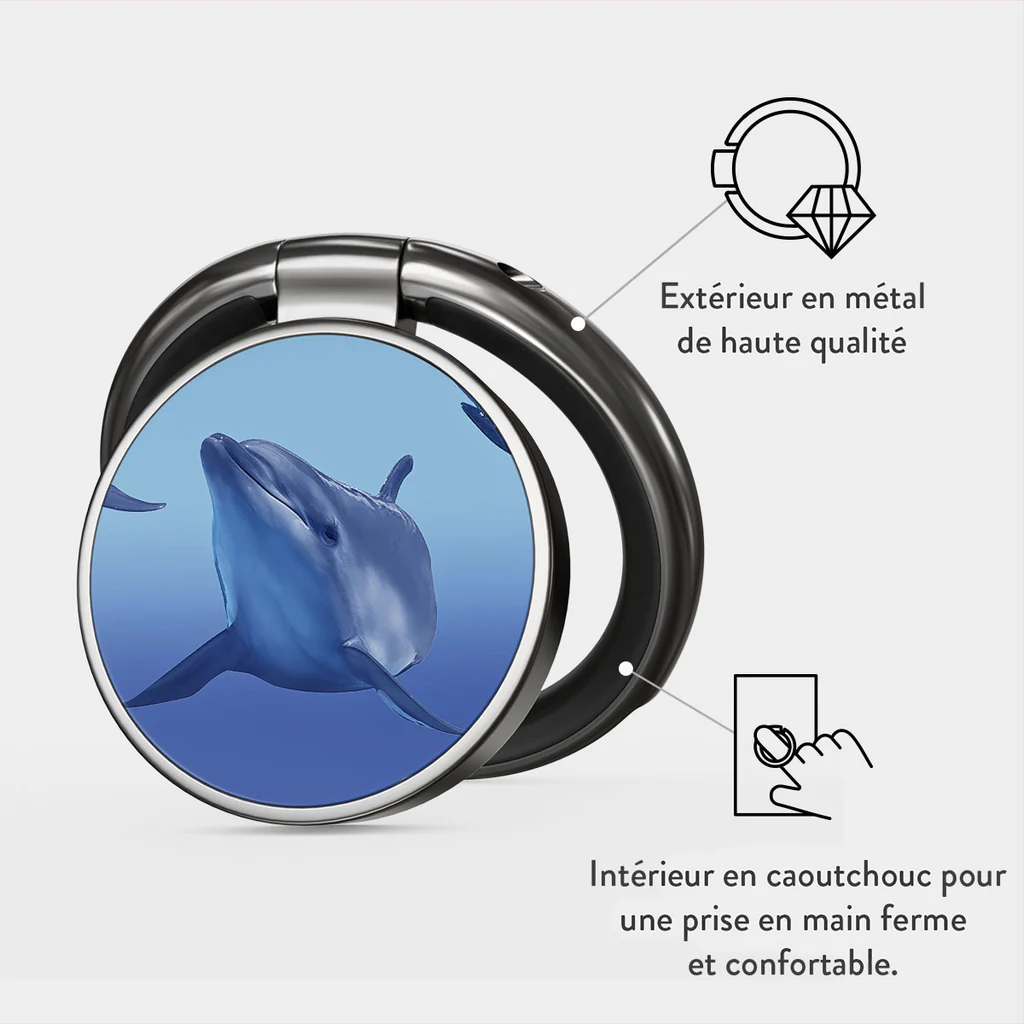 Extérieur en métal
de haute qualité
Intérieur en caoutchouc pour
une prise en main ferme
et confortable.